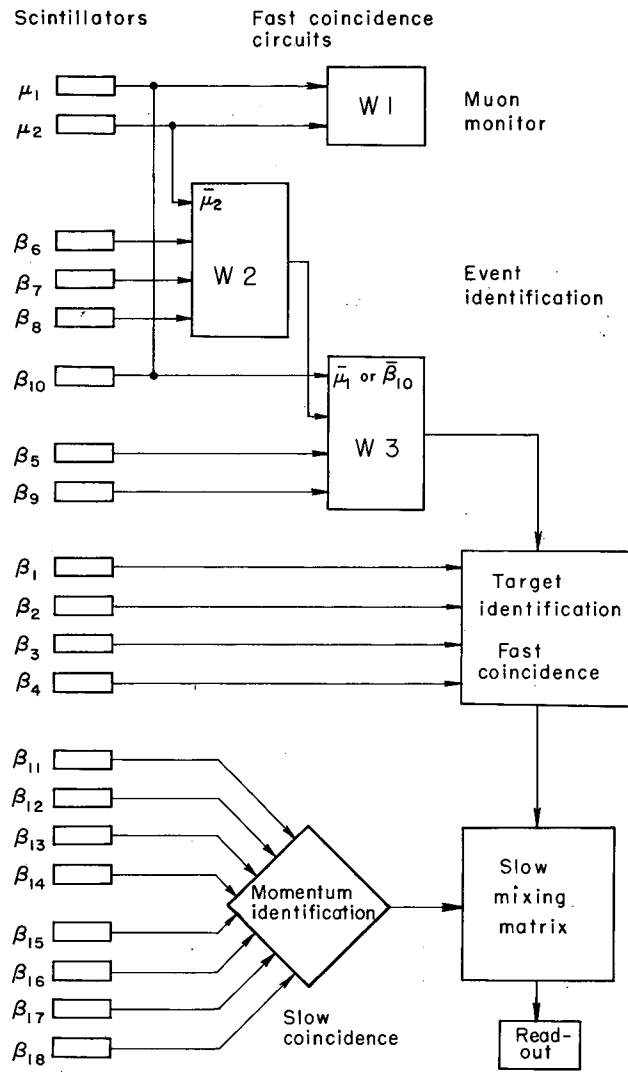 Scintillators
Fast coincidence
circuits
μ₁
W 1
Muon
monitor
μ₂
μ̄₂
β₆
W 2
Event
identification
β₇
β₈
β₁₀
μ̄₁ or β̄₁₀
β₅
W 3
β₉
β₁
Target
identification
β₂
β₃
Fast
coincidence
β₄
β₁₁
β₁₂
β₁₃
β₁₄
Momentum
identification
Slow
mixing
matrix
β₁₅
β₁₆
β₁₇
Slow
coincidence
β₁₈
Read-
out